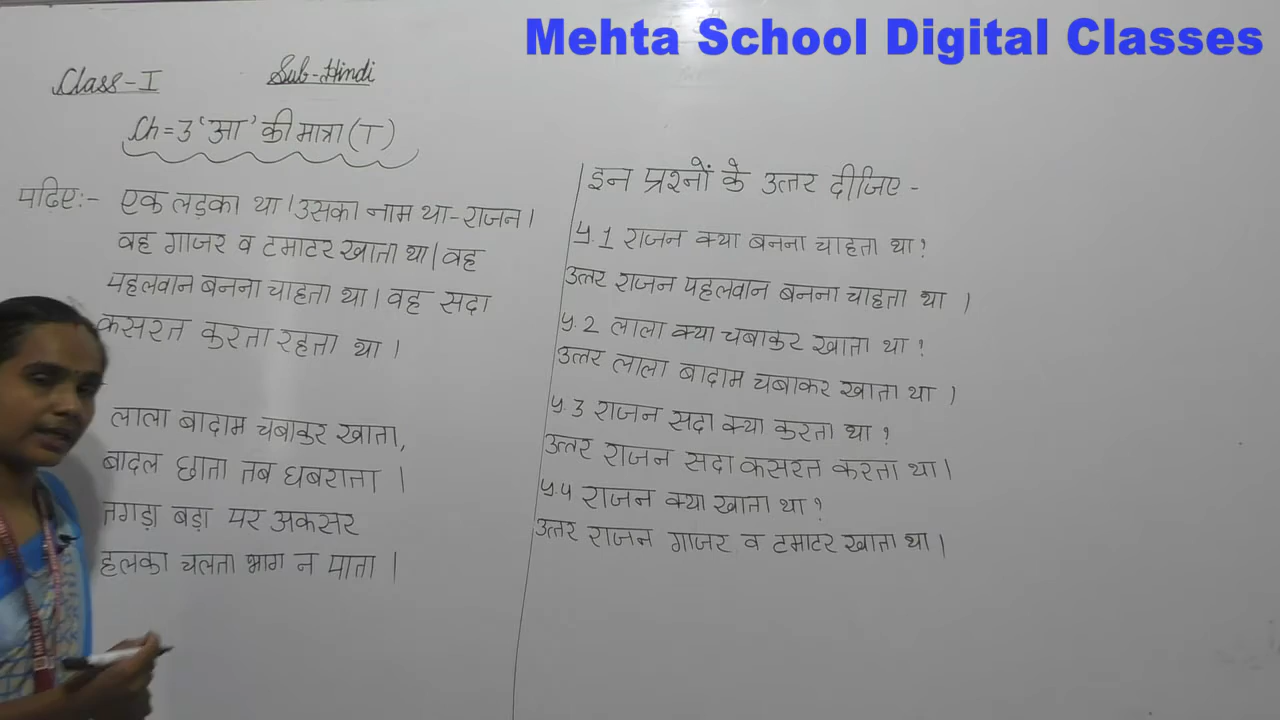 Mehta School Digital Classes
Class-I
Sub-Hindi
Ch=3 'आ' की मात्रा (ा)
पढ़िए:- एक लड़का था। उसका नाम था-राजन।
वह गाजर व टमाटर खाता था। वह
पहलवान बनना चाहता था। वह सदा
कसरत करता रहता था।
लाला बादाम चबाकर खाता,
बादल छाता तब घबराता ।
तगड़ा बड़ा पर अकसर
हलका चलता भाग न पाता ।
इन प्रश्नों के उत्तर दीजिए -
प्र.1 राजन क्या बनना चाहता था?
उत्तर राजन पहलवान बनना चाहता था ।
प्र.2 लाला क्या चबाकर खाता था?
उत्तर लाला बादाम चबाकर खाता था ।
प्र.3 राजन सदा क्या करता था?
उत्तर राजन सदा कसरत करता था।
प्र.4 राजन क्या खाता था?
उत्तर राजन गाजर व टमाटर खाता था।